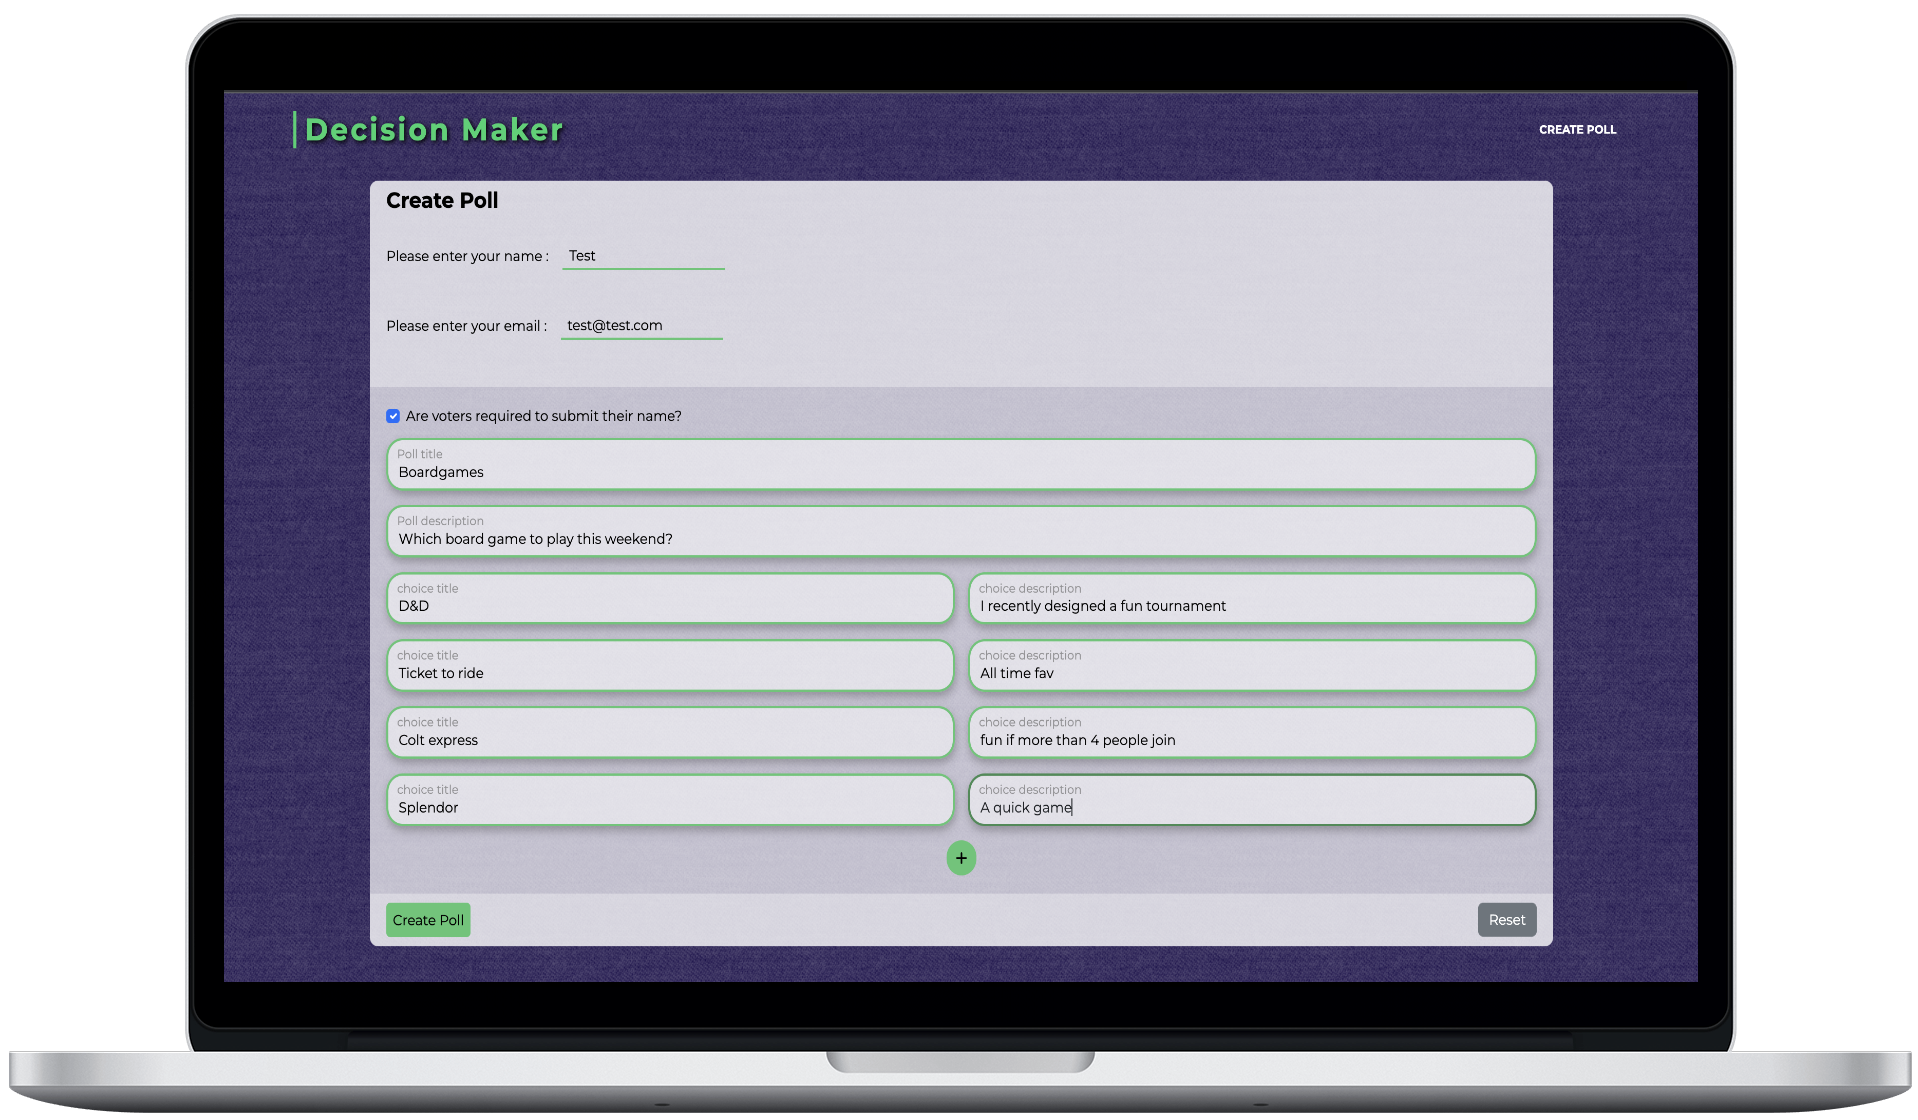 Decision Maker
CREATE POLL
Create Poll
Please enter your name : Test
Please enter your email : test@test.com
Are voters required to submit their name?
Poll title
Boardgames
Poll description
Which board game to play this weekend?
choice title
D&D
choice description
I recently designed a fun tournament
choice title
Ticket to ride
choice description
All time fav
choice title
Colt express
choice description
fun if more than 4 people join
choice title
Splendor
choice description
A quick game
+
Create Poll
Reset